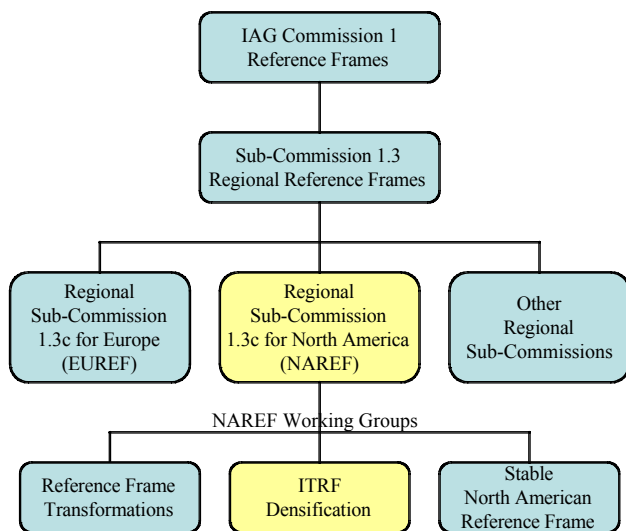 IAG Commission 1
Reference Frames
Sub-Commission 1.3
Regional Reference Frames
Regional
Sub-Commission
1.3c for Europe
(EUREF)
Regional
Sub-Commission
1.3c for North America
(NAREF)
Other
Regional
Sub-Commissions
NAREF Working Groups
Reference Frame
Transformations
ITRF
Densification
Stable
North American
Reference Frame